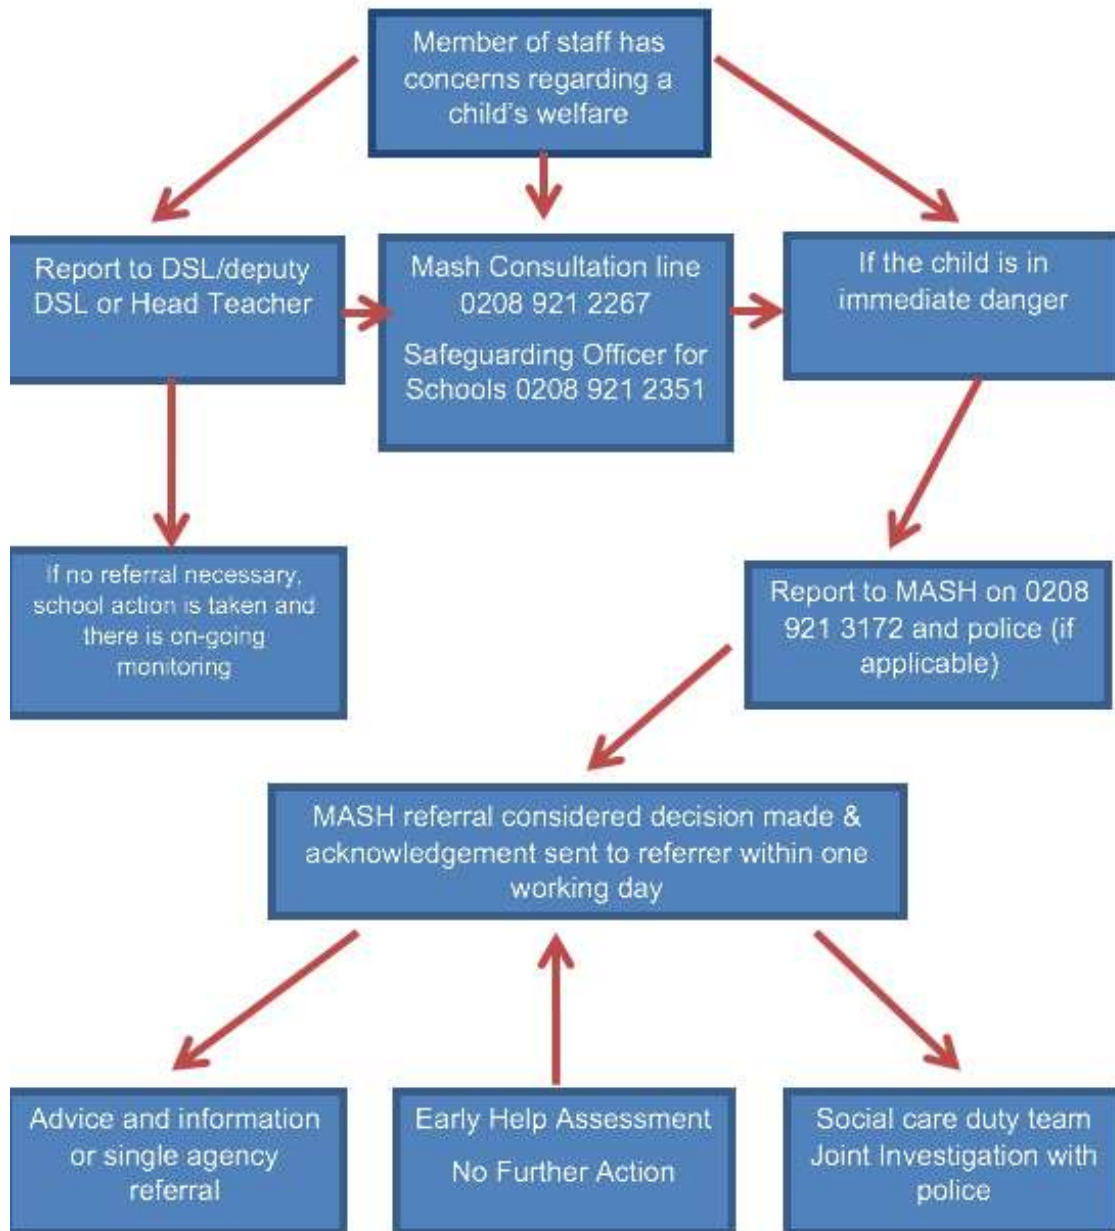 Member of staff has
concerns regarding a
child's welfare
Report to DSL/deputy
DSL or Head Teacher
Mash Consultation line
0208 921 2267
Safeguarding Officer for
Schools 0208 921 2351
If the child is in
immediate danger
If no referral necessary,
school action is taken and
there is on-going
monitoring
Report to MASH on 0208
921 3172 and police (if
applicable)
MASH referral considered decision made &
acknowledgement sent to referrer within one
working day
Advice and information
or single agency
referral
Early Help Assessment
No Further Action
Social care duty team
Joint Investigation with
police